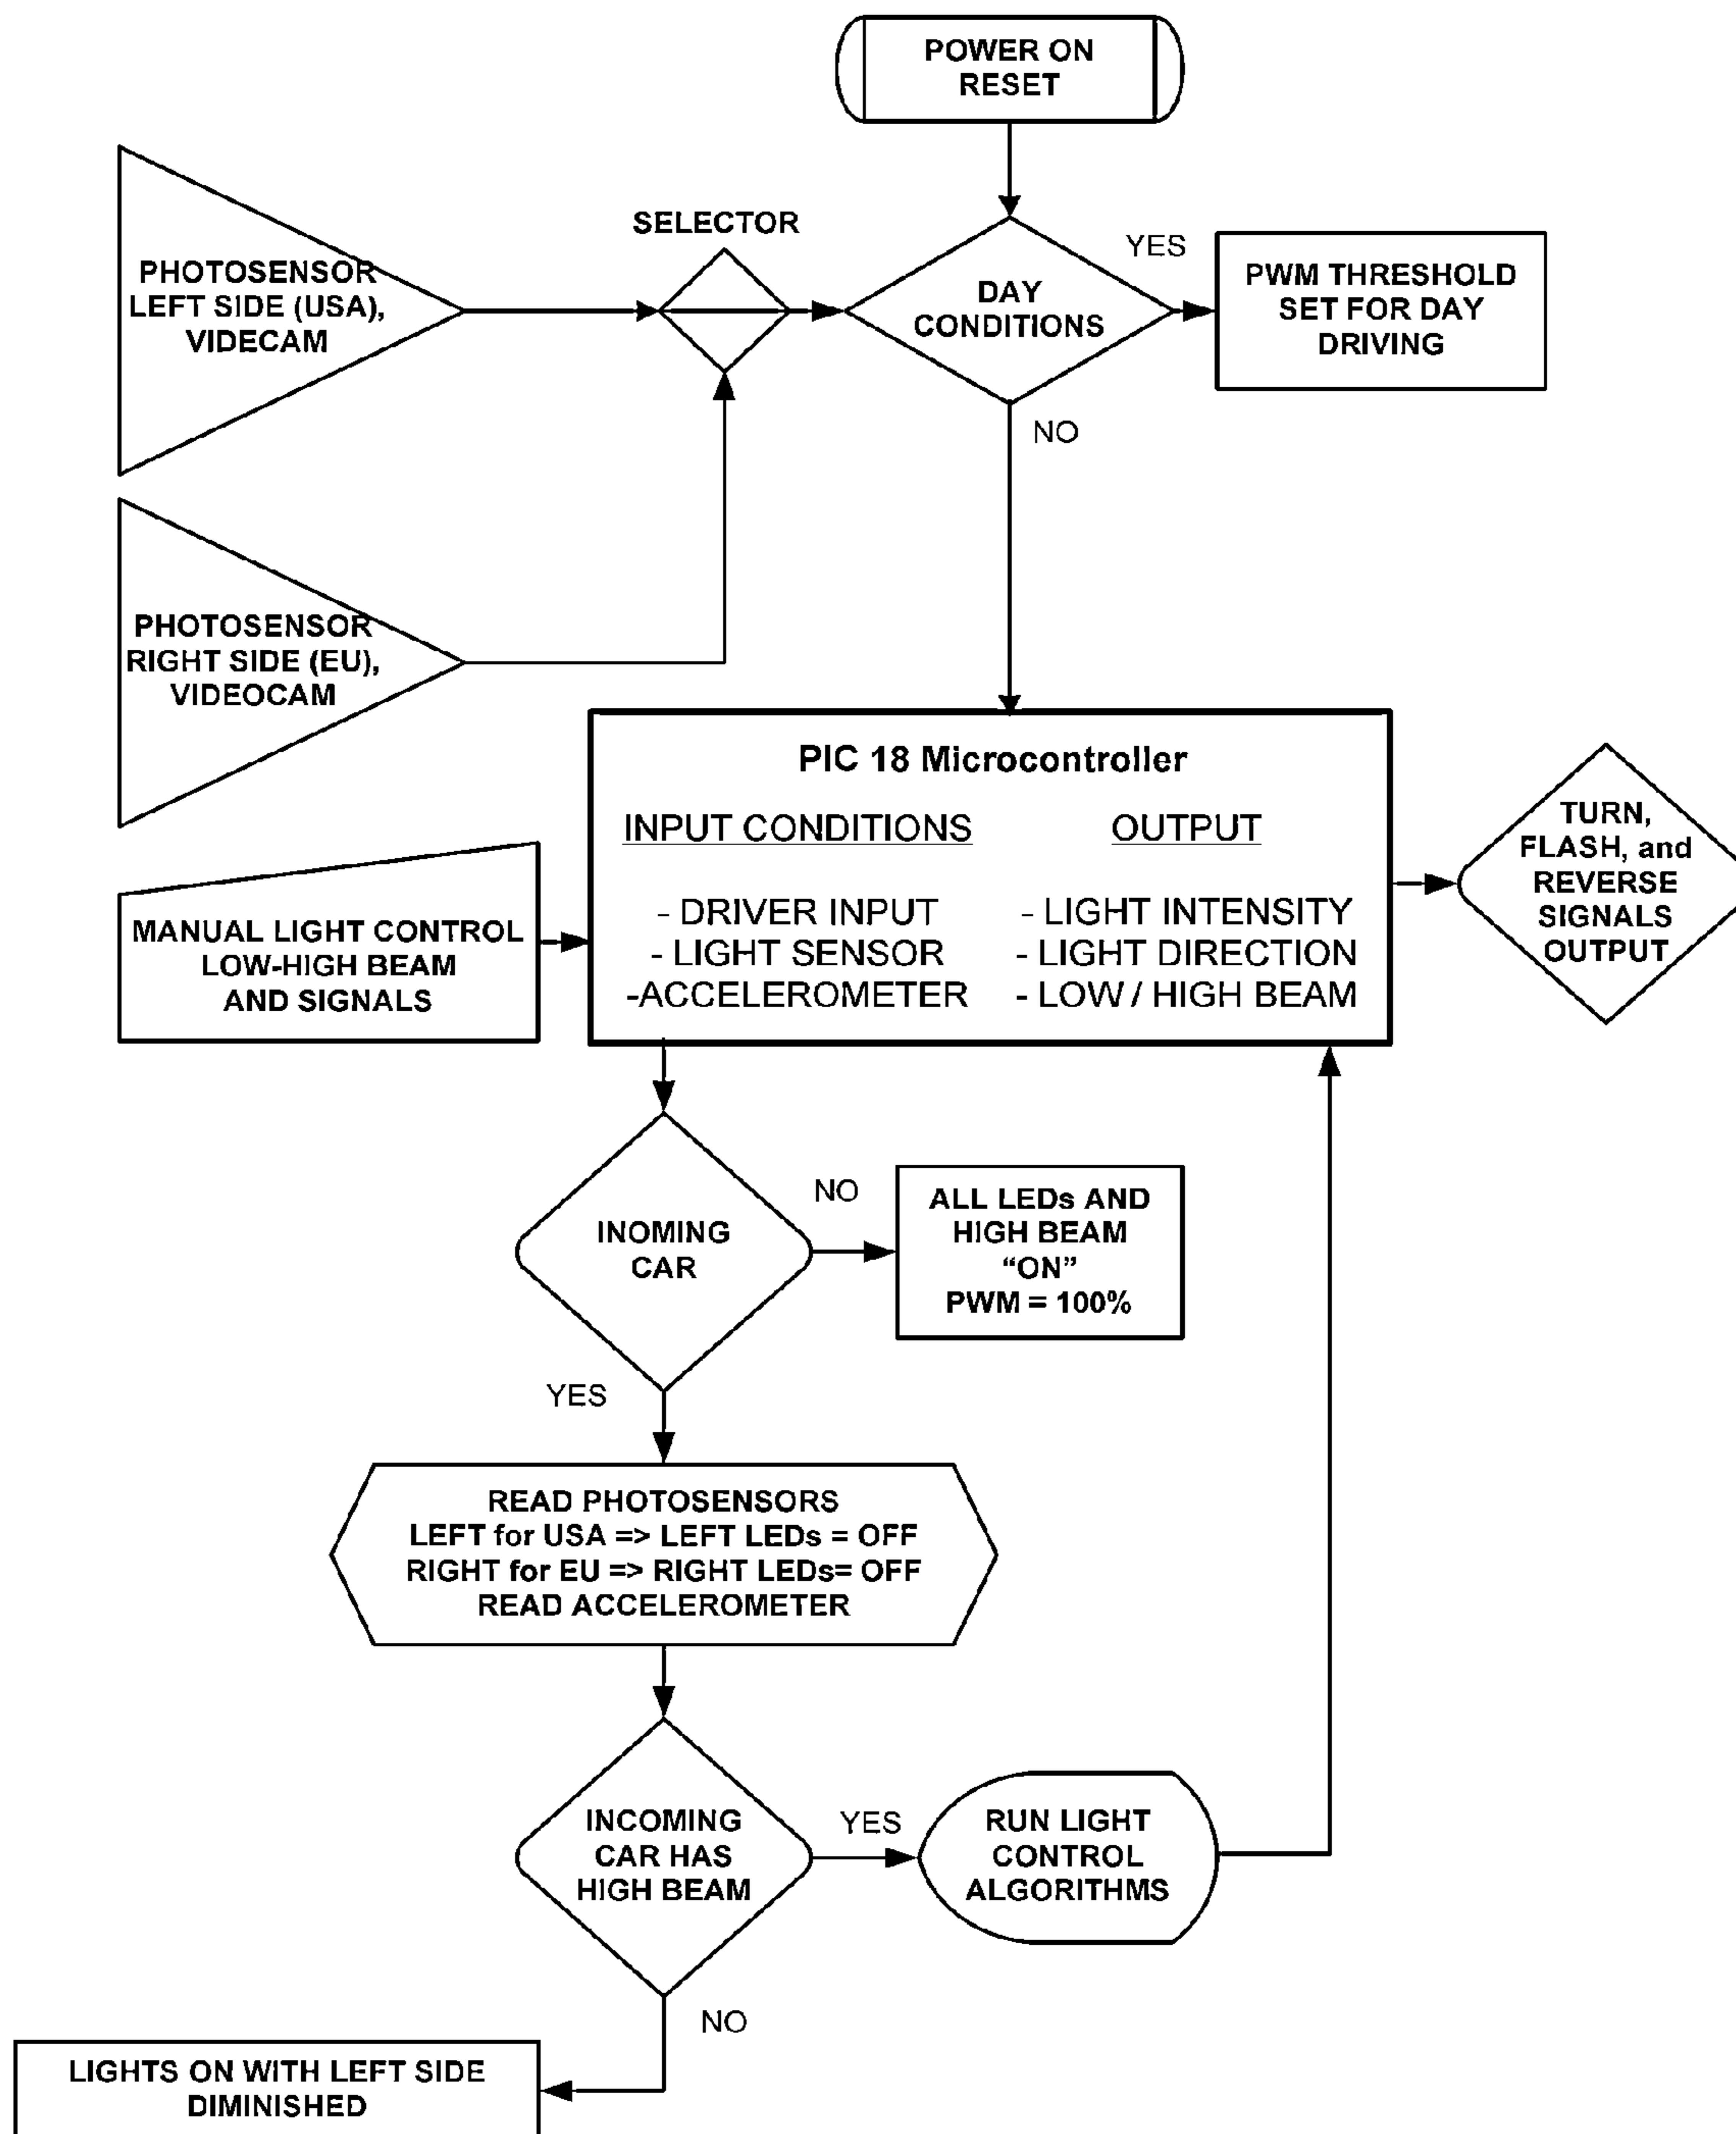 POWER ON
RESET
SELECTOR
PHOTOSENSOR
LEFT SIDE (USA),
VIDECAM
DAY
CONDITIONS
YES
PWM THRESHOLD
SET FOR DAY
DRIVING
NO
PHOTOSENSOR
RIGHT SIDE (EU),
VIDEOCAM
PIC 18 Microcontroller
INPUT CONDITIONS
- DRIVER INPUT
- LIGHT SENSOR
-ACCELEROMETER
OUTPUT
- LIGHT INTENSITY
- LIGHT DIRECTION
- LOW / HIGH BEAM
TURN,
FLASH, and
REVERSE
SIGNALS
OUTPUT
MANUAL LIGHT CONTROL
LOW-HIGH BEAM
AND SIGNALS
INOMING
CAR
NO
ALL LEDs AND
HIGH BEAM
“ON”
PWM = 100%
YES
READ PHOTOSENSORS
LEFT for USA => LEFT LEDs = OFF
RIGHT for EU => RIGHT LEDs= OFF
READ ACCELEROMETER
INCOMING
CAR HAS
HIGH BEAM
YES
RUN LIGHT
CONTROL
ALGORITHMS
NO
LIGHTS ON WITH LEFT SIDE
DIMINISHED